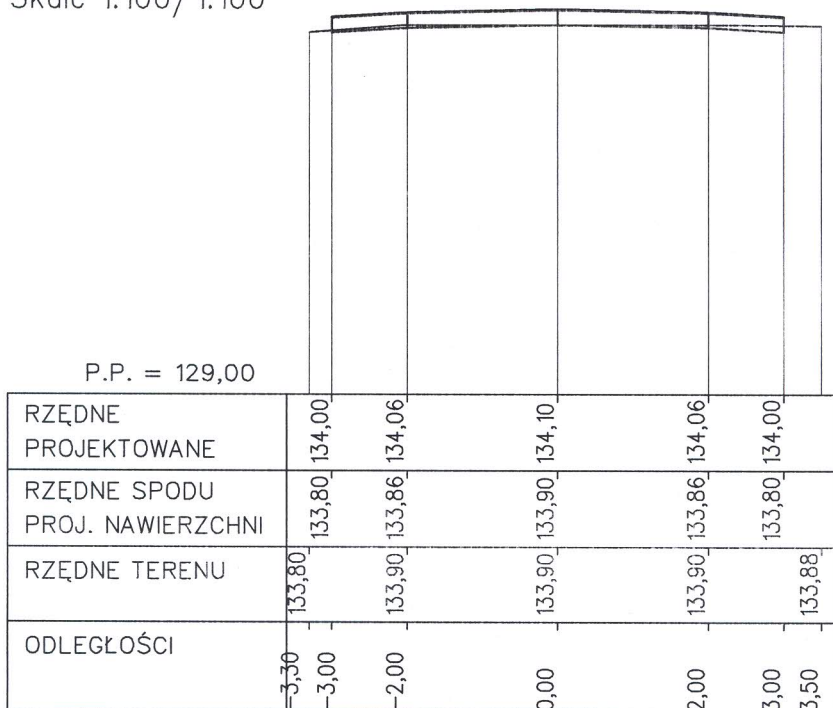 Skale 1:100/1:100
P.P. = 129,00
RZĘDNE
PROJEKTOWANE
134,00 134,06 134,10 134,06 134,00
RZĘDNE SPODU
PROJ. NAWIERZCHNI
133,80 133,86 133,90 133,86 133,80
RZĘDNE TERENU
133,80 133,90 133,90 133,90 133,88
ODLEGŁOŚCI
-3,30 -3,00 -2,00 0,00 2,00 3,00 3,50